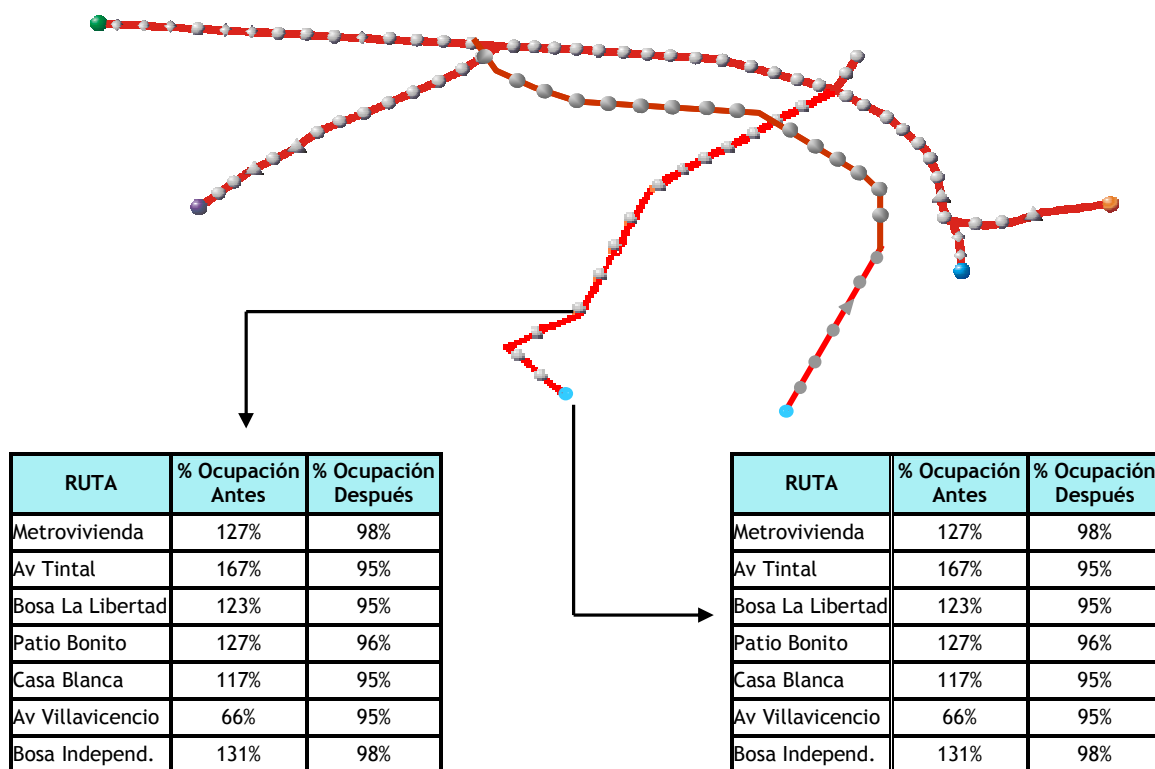 RUTA % Ocupación Antes % Ocupación Después
Metrovivienda 127% 98%
Av Tintal 167% 95%
Bosa La Libertad 123% 95%
Patio Bonito 127% 96%
Casa Blanca 117% 95%
Av Villavicencio 66% 95%
Bosa Independ. 131% 98%
RUTA % Ocupación Antes % Ocupación Después
Metrovivienda 127% 98%
Av Tintal 167% 95%
Bosa La Libertad 123% 95%
Patio Bonito 127% 96%
Casa Blanca 117% 95%
Av Villavicencio 66% 95%
Bosa Independ. 131% 98%